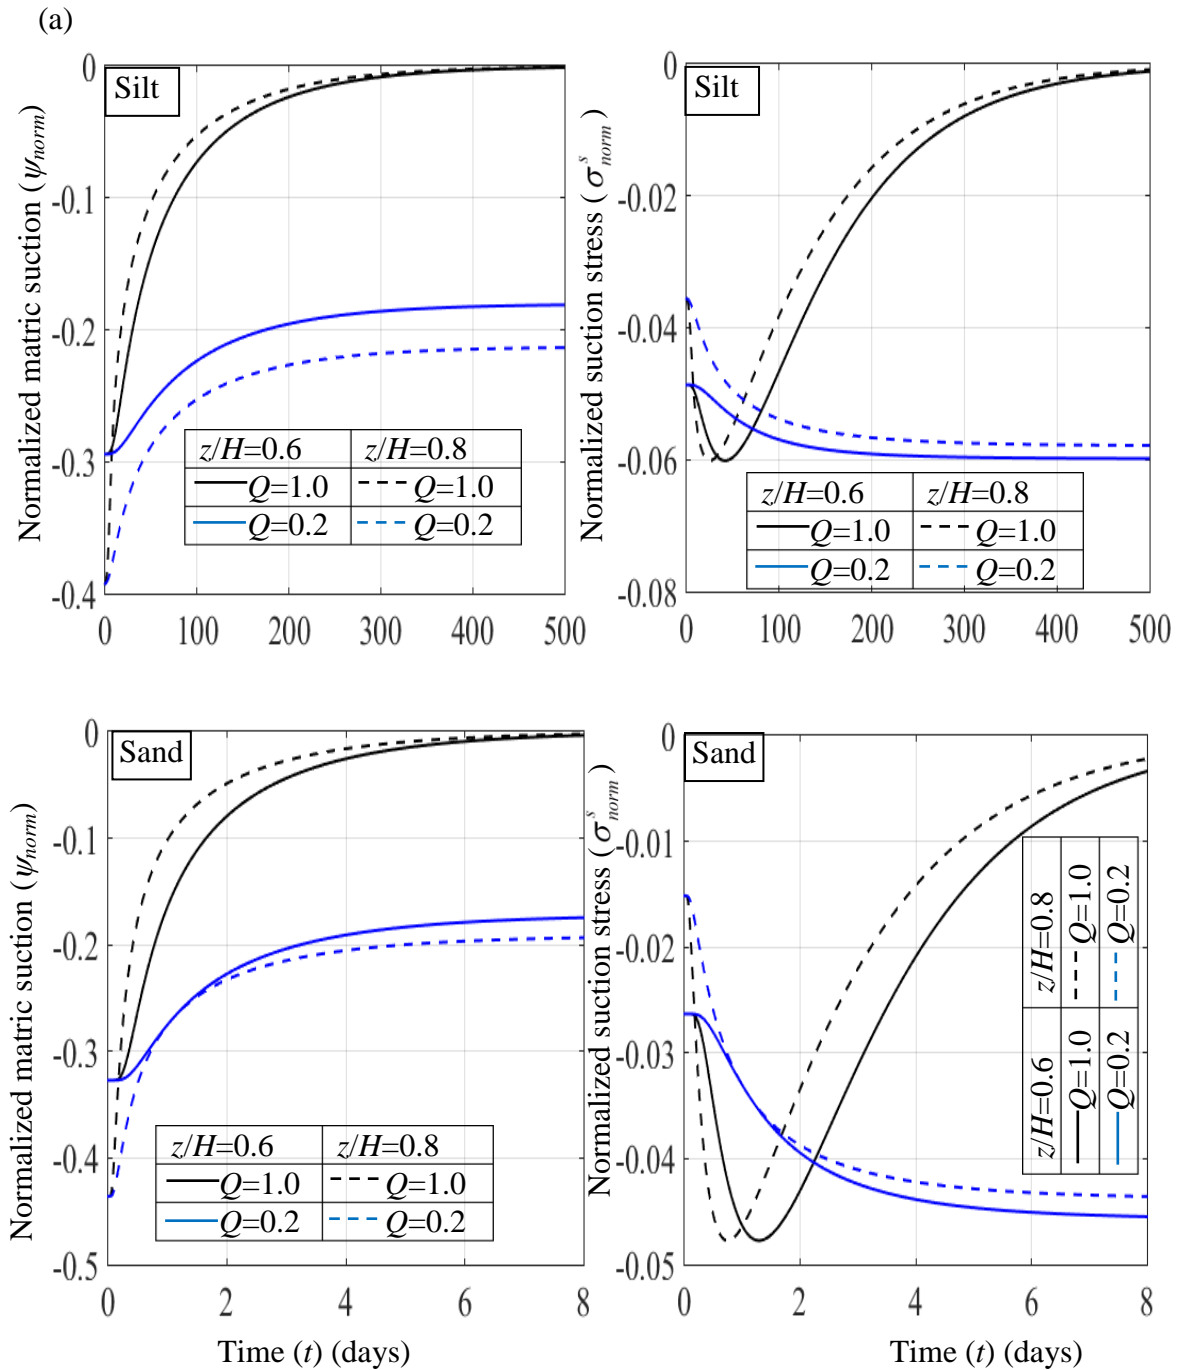 (a)
Silt
Normalized matric suction (ψnorm)
0
-0.1
-0.2
-0.3
-0.4
z/H=0.6 z/H=0.8
Q=1.0 Q=1.0
Q=0.2 Q=0.2
0 100 200 300 400 500
Silt
Normalized suction stress (σsnorm)
0
-0.02
-0.04
-0.06
-0.08
z/H=0.6 z/H=0.8
Q=1.0 Q=1.0
Q=0.2 Q=0.2
0 100 200 300 400 500
Sand
Normalized matric suction (ψnorm)
0
-0.1
-0.2
-0.3
-0.4
-0.5
z/H=0.6 z/H=0.8
Q=1.0 Q=1.0
Q=0.2 Q=0.2
0 2 4 6 8
Time (t) (days)
Sand
Normalized suction stress (σsnorm)
0
-0.01
-0.02
-0.03
-0.04
-0.05
z/H=0.6 z/H=0.8
Q=1.0 Q=1.0
Q=0.2 Q=0.2
0 2 4 6 8
Time (t) (days)